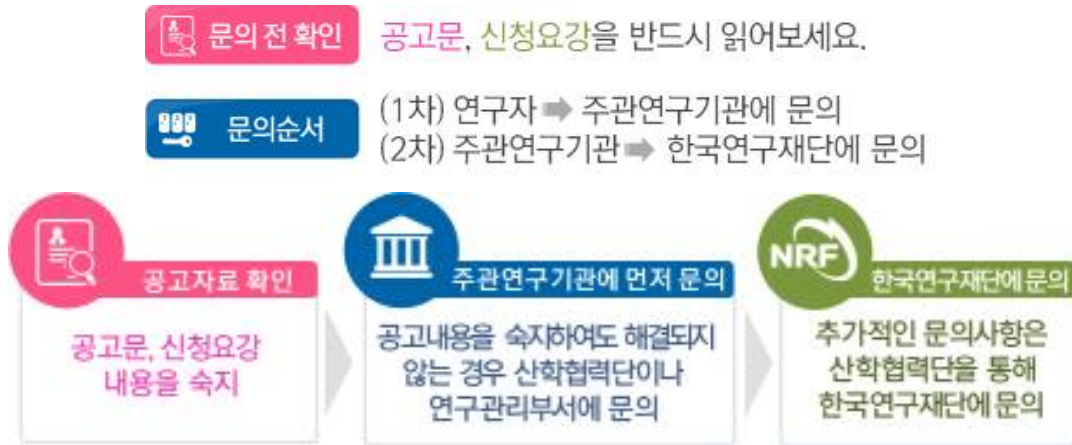 문의 전 확인 공고문, 신청요강을 반드시 읽어보세요.
문의순서
(1차) 연구자 ➡ 주관연구기관에 문의
(2차) 주관연구기관 ➡ 한국연구재단에 문의
공고자료 확인
공고문, 신청요강
내용을 숙지
주관연구기관에 먼저 문의
공고내용을 숙지하여도 해결되지
않는 경우 산학협력단이나
연구관리부서에 문의
NRF
한국연구재단에 문의
추가적인 문의사항은
산학협력단을 통해
한국연구재단에 문의